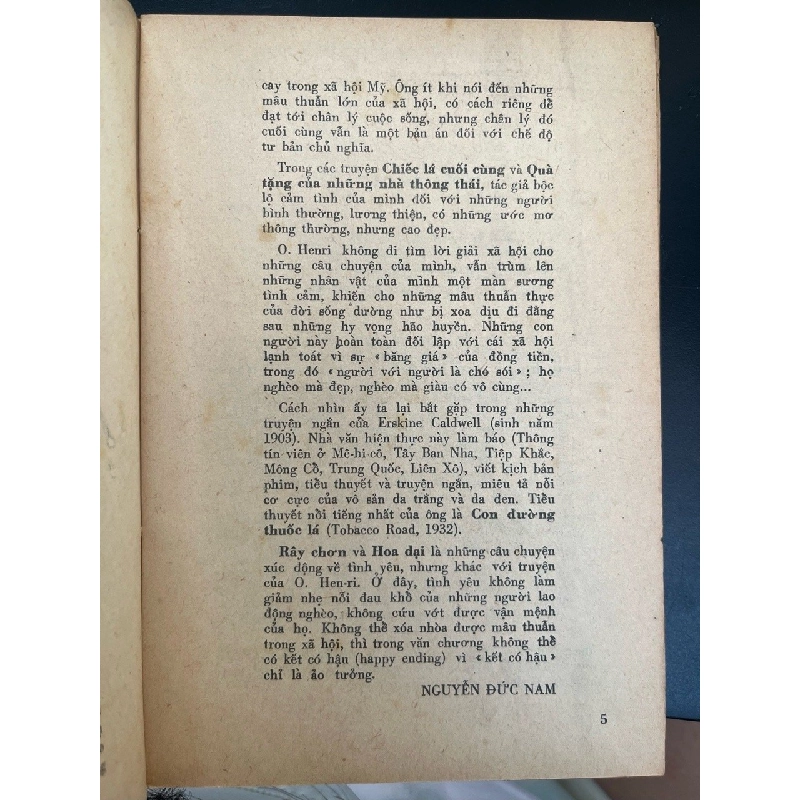 cay trong xã hội Mỹ. Ông ít khi nói đến những
mâu thuẫn lớn của xã hội, có cách riêng để
đạt tới chân lý cuộc sống, nhưng chân lý đó
cuối cùng vẫn là một bản án đối với chế độ
tư bản chủ nghĩa.
Trong các truyện Chiếc lá cuối cùng và Quà
tặng của những nhà thông thái, tác giả bộc
lộ cảm tình của mình đối với những người
bình thường, lương thiện, có những ước mơ
thông thường, nhưng cao đẹp.
O. Henri không đi tìm lời giải xã hội cho
những câu chuyện của mình, vẫn trùm lên
những nhân vật của mình một màn sương
tình cảm, khiến cho những mâu thuẫn thực
của đời sống dường như bị xoa dịu đi đằng
sau những hy vọng hão huyền. Những con
người này hoàn toàn đối lập với cái xã hội
lạnh toát vì sự «băng giá» của đồng tiền,
trong đó «người với người là chó sói»; họ
nghèo mà đẹp, nghèo mà giàu có vô cùng...
Cách nhìn ấy ta lại bắt gặp trong những
truyện ngắn của Erskine Caldwell (sinh năm
1903). Nhà văn hiện thực này làm báo (Thông
tín viên ở Mê-hi-cô, Tây Ban Nha, Tiệp Khắc,
Mông Cổ, Trung Quốc, Liên Xô), viết kịch bản
phim, tiểu thuyết và truyện ngắn, miêu tả nỗi
cơ cực của vô sản da trắng và da đen. Tiểu
thuyết nổi tiếng nhất của ông là Con đường
thuốc lá (Tobacco Road, 1932).
Rây chơn và Hoa dại là những câu chuyện
xúc động về tình yêu, nhưng khác với truyện
của O. Hen-ri. Ở đây, tình yêu không làm
giảm nhẹ nỗi đau khổ của những người lao
động nghèo, không cứu vớt được vận mệnh
của họ. Không thể xóa nhòa được mâu thuẫn
trong xã hội, thì trong văn chương không thể
có kết có hận (happy ending) vì «kết có hậu»
chỉ là ảo tưởng.
NGUYỄN ĐỨC NAM
5